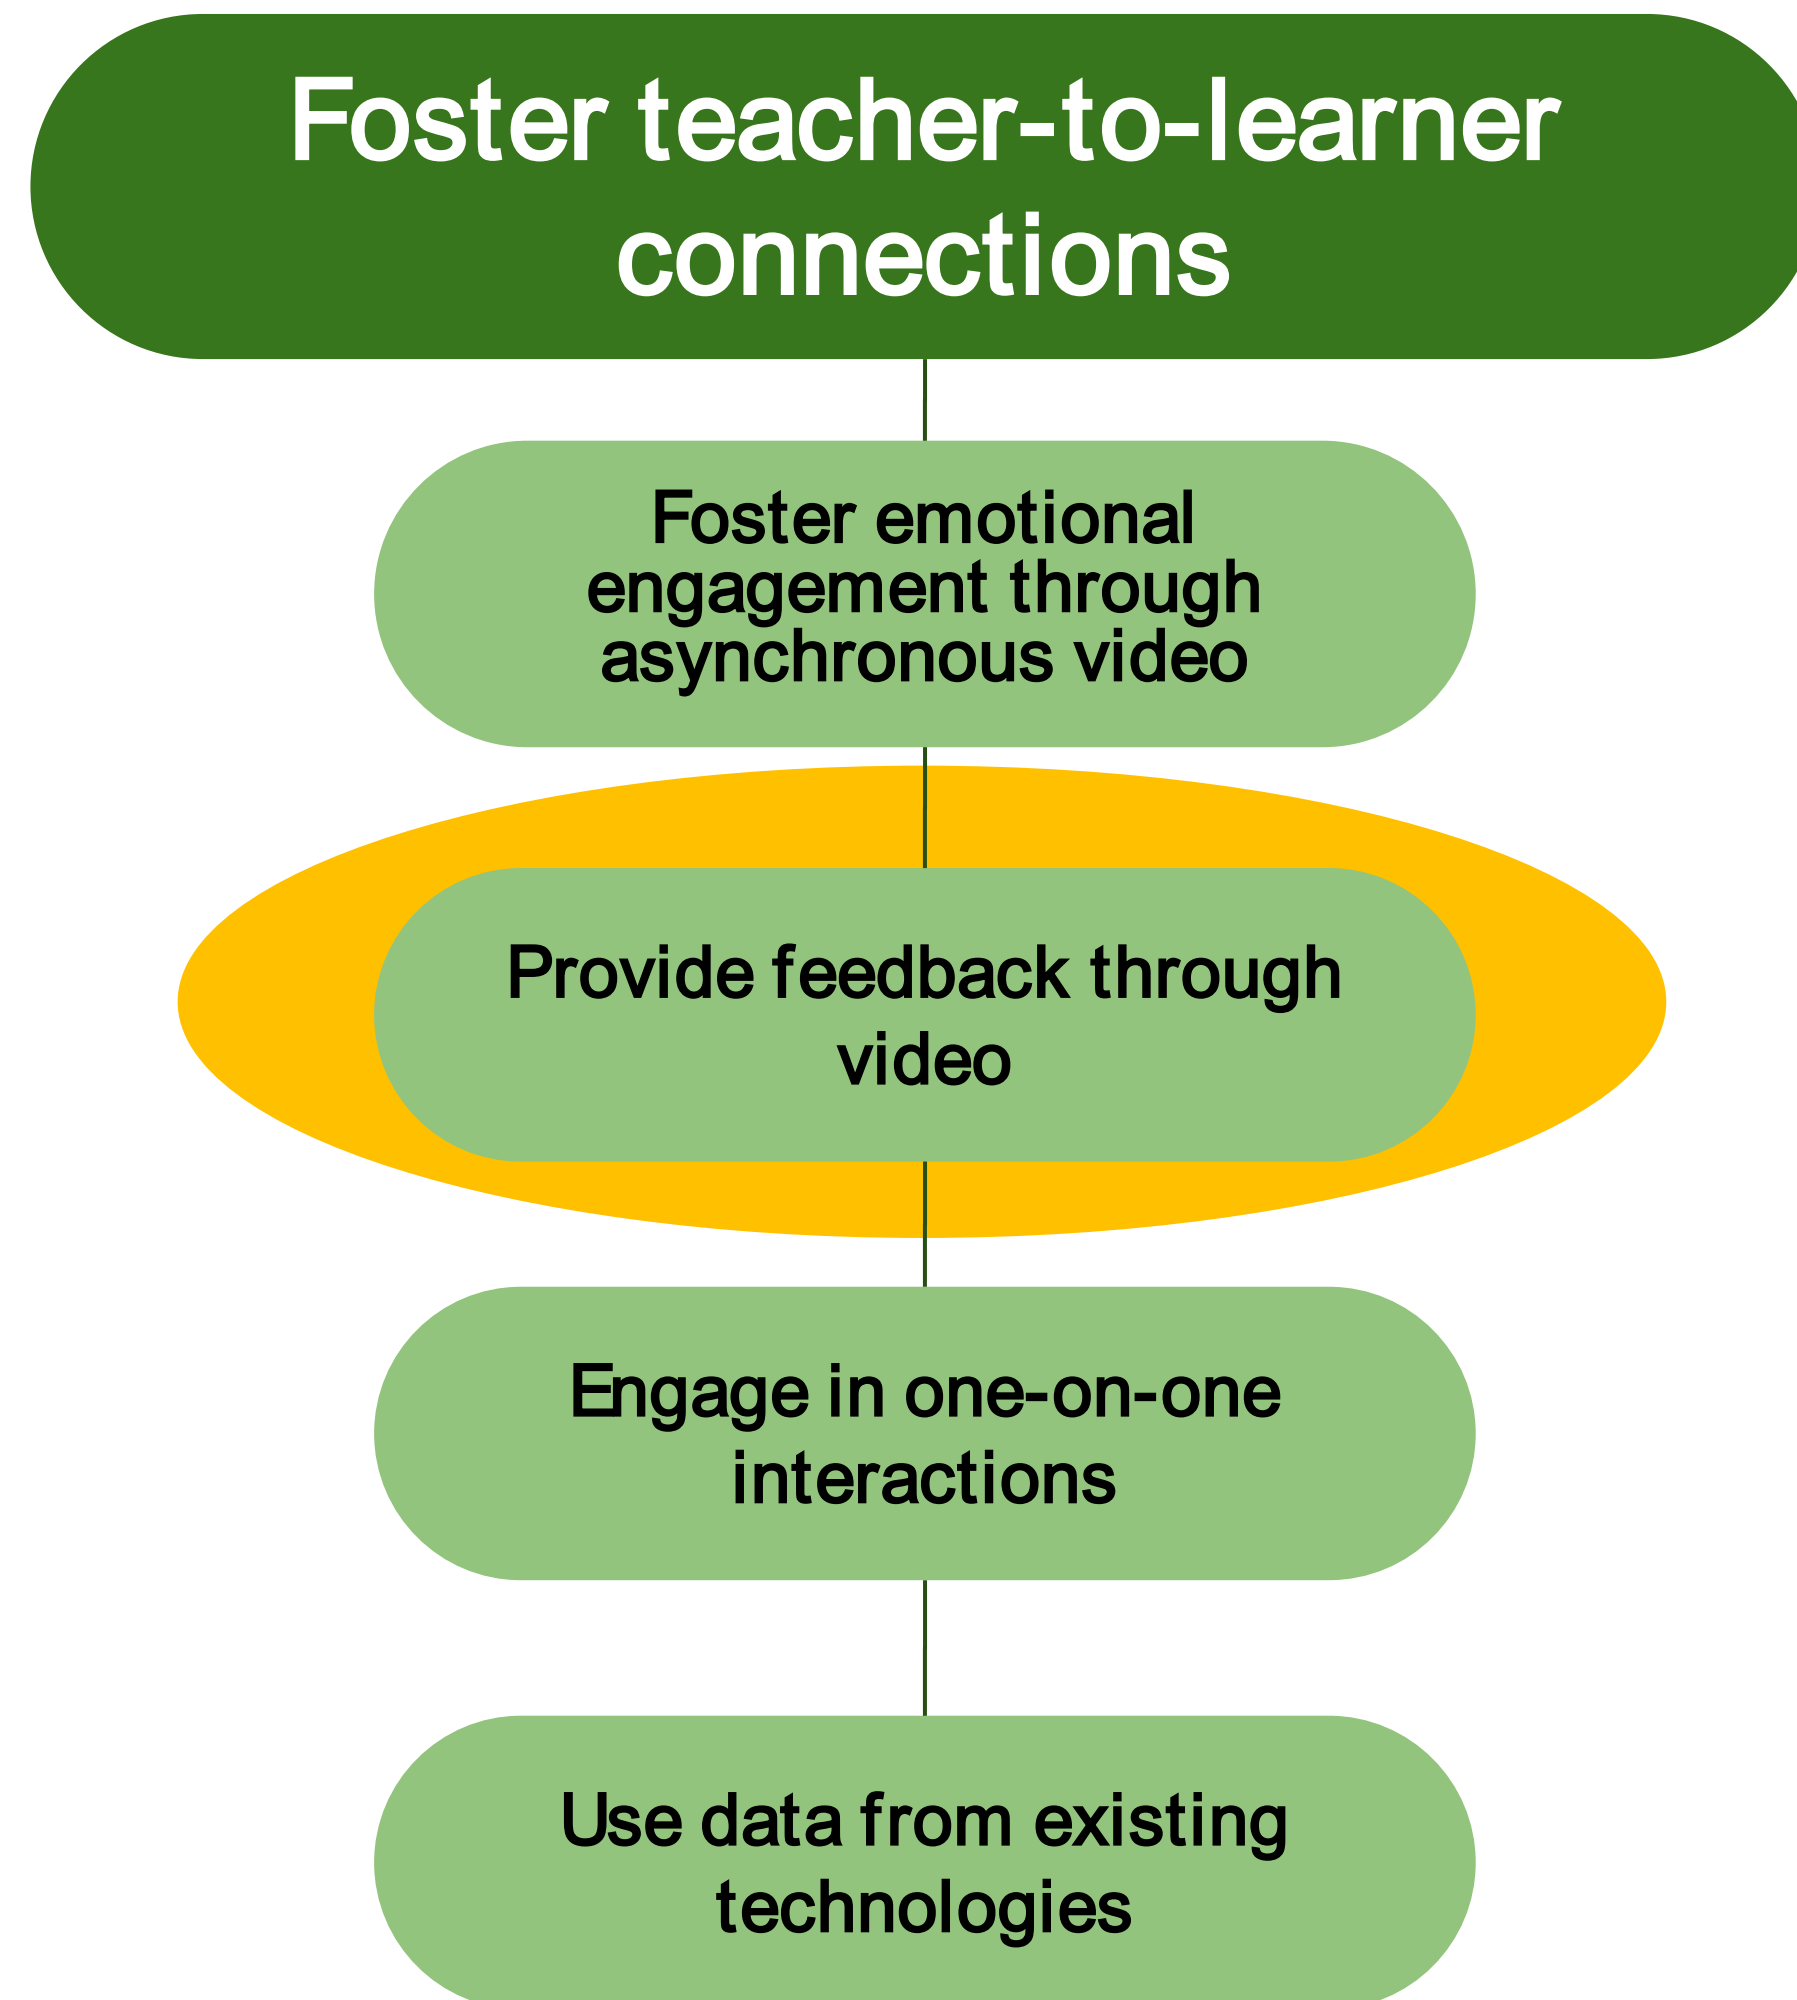 Foster teacher-to-learner
connections
Foster emotional
engagement through
asynchronous video
Provide feedback through
video
Engage in one-on-one
interactions
Use data from existing
technologies